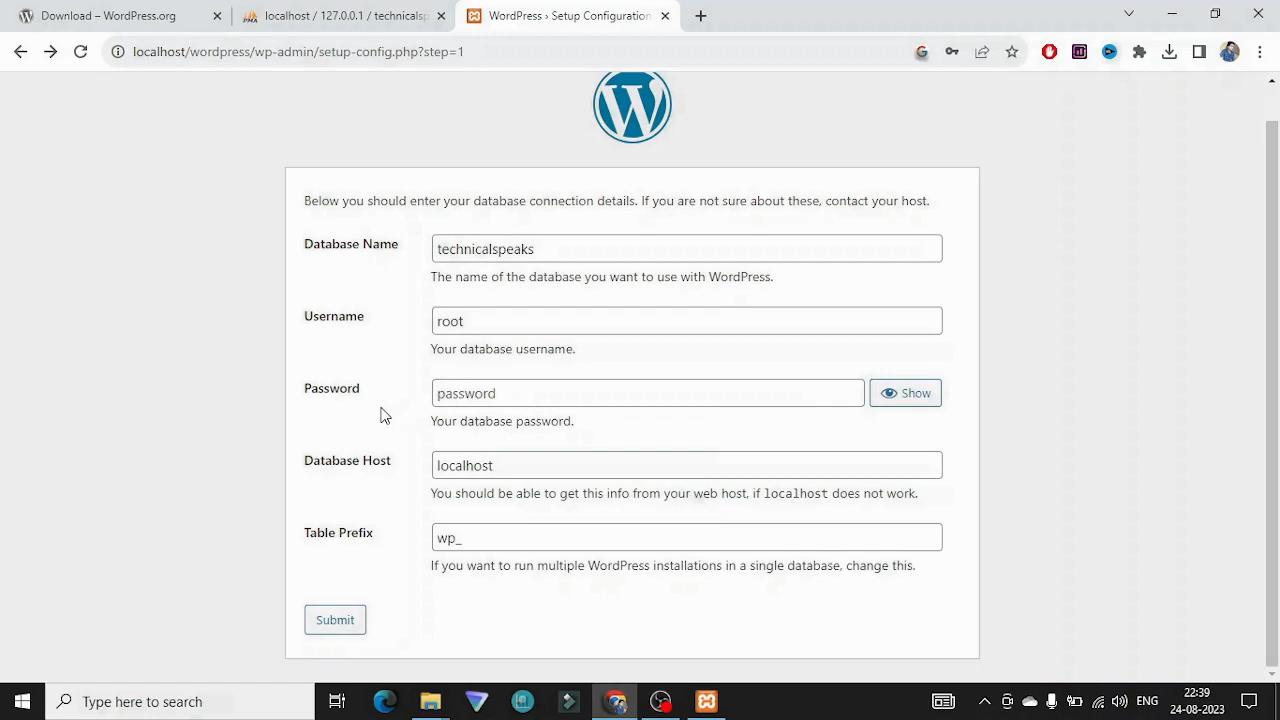 Download – WordPress.org
localhost / 127.0.0.1 / technicalsp
WordPress › Setup Configuration
localhost/wordpress/wp-admin/setup-config.php?step=1
Below you should enter your database connection details. If you are not sure about these, contact your host.
Database Name
technicalspeaks
The name of the database you want to use with WordPress.
Username
root
Your database username.
Password
password
Show
Your database password.
Database Host
localhost
You should be able to get this info from your web host, if localhost does not work.
Table Prefix
wp_
If you want to run multiple WordPress installations in a single database, change this.
Submit
Type here to search
ENG
22:39
24-08-2023